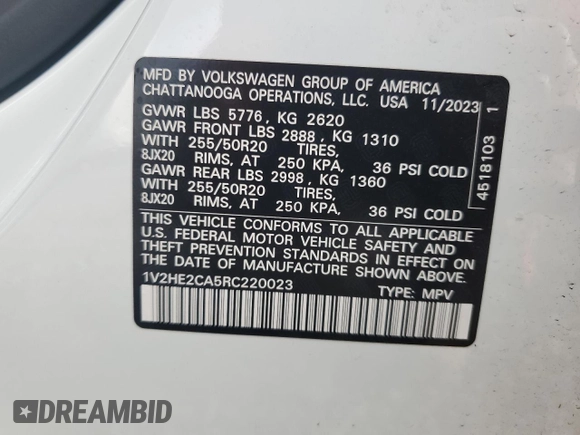 MFD BY VOLKSWAGEN GROUP OF AMERICA
CHATTANOOGA OPERATIONS, LLC. USA 11/2023
GVWR LBS 5776, KG 2620
GAWR FRONT LBS 2888, KG 1310
WITH 255/50R20 TIRES,
8JX20 RIMS, AT 250 KPA, 36 PSI COLD
GAWR REAR LBS 2998, KG 1360
WITH 255/50R20 TIRES,
8JX20 RIMS, AT 250 KPA, 36 PSI COLD
THIS VEHICLE CONFORMS TO ALL APPLICABLE
U.S. FEDERAL MOTOR VEHICLE SAFETY AND
THEFT PREVENTION STANDARDS IN EFFECT ON
THE DATE OF MANUFACTURE SHOWN ABOVE.
1V2HE2CA5RC220023 TYPE: MPV
4518103 1
DREAMBID